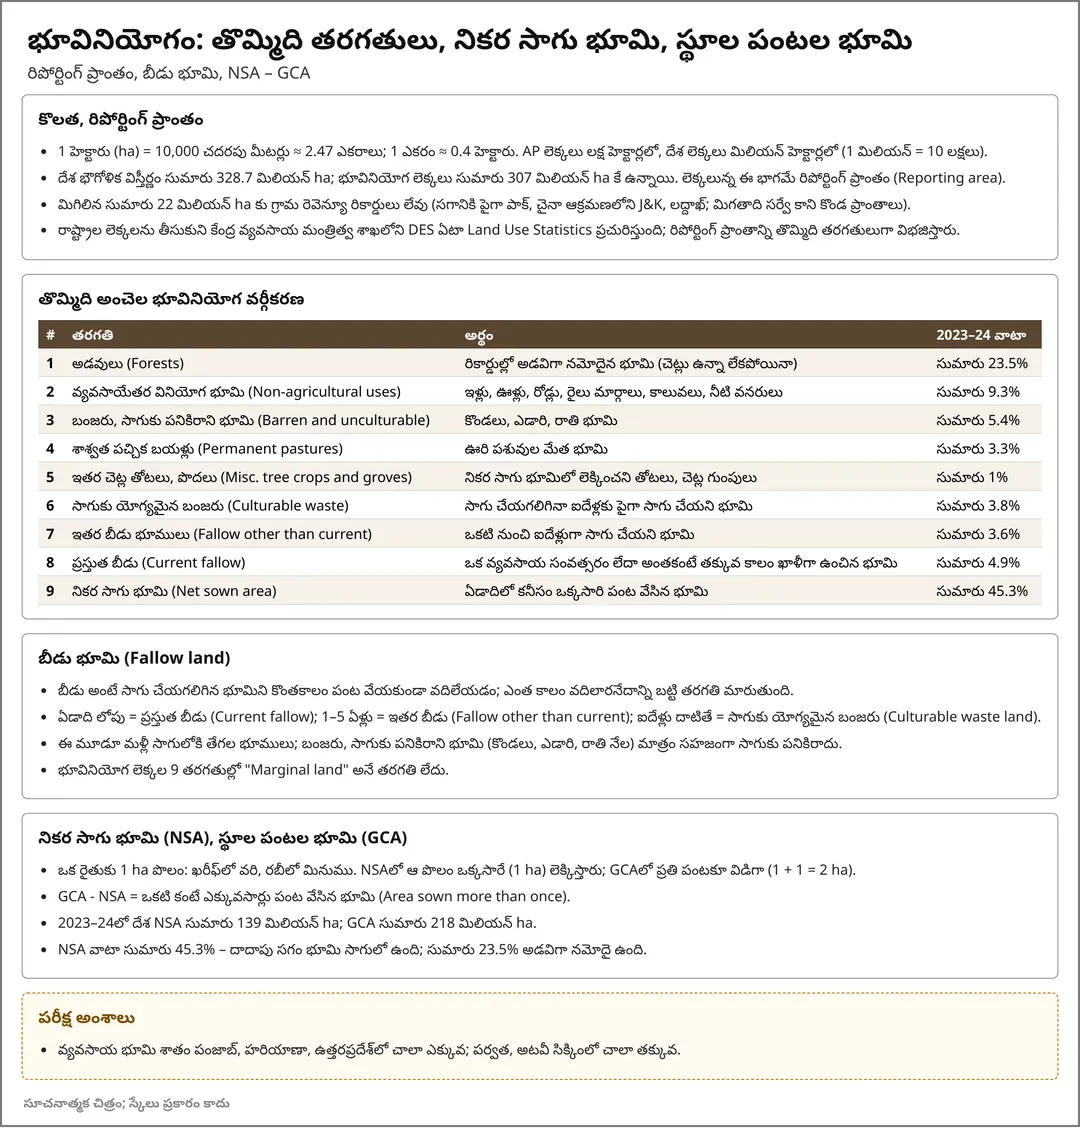 భూవినియోగం: తొమ్మిది తరగతులు, నికర సాగు భూమి, స్థూల పంటల భూమి
రిపోర్టింగ్ ప్రాంతం, బీడు భూమి, NSA – GCA
కొలత, రిపోర్టింగ్ ప్రాంతం
• 1 హెక్టారు (ha) = 10,000 చదరపు మీటర్లు ≈ 2.47 ఎకరాలు; 1 ఎకరం ≈ 0.4 హెక్టారు. AP లెక్కలు లక్ష హెక్టార్లలో, దేశ లెక్కలు మిలియన్ హెక్టార్లలో (1 మిలియన్ = 10 లక్షలు).
• దేశ భౌగోళిక విస్తీర్ణం సుమారు 328.7 మిలియన్ ha; భూవినియోగ లెక్కలు సుమారు 307 మిలియన్ ha కే ఉన్నాయి. లెక్కలున్న ఈ భాగమే రిపోర్టింగ్ ప్రాంతం (Reporting area).
• మిగిలిన సుమారు 22 మిలియన్ ha కు గ్రామ రెవెన్యూ రికార్డులు లేవు (సగానికి పైగా పాక్, చైనా ఆక్రమణలోని J&K, లద్దాఖ్; మిగతాది సర్వే కాని కొండ ప్రాంతాలు).
• రాష్ట్రాల లెక్కలను తీసుకుని కేంద్ర వ్యవసాయ మంత్రిత్వ శాఖలోని DES ఏటా Land Use Statistics ప్రచురిస్తుంది; రిపోర్టింగ్ ప్రాంతాన్ని తొమ్మిది తరగతులుగా విభజిస్తారు.
తొమ్మిది అంచెల భూవినియోగ వర్గీకరణ
# తరగతి అర్థం 2023–24 వాటా
1 అడవులు (Forests) రికార్డుల్లో అడవిగా నమోదైన భూమి (చెట్లు ఉన్నా లేకపోయినా) సుమారు 23.5%
2 వ్యవసాయేతర వినియోగ భూమి (Non-agricultural uses) ఇళ్లు, ఊళ్లు, రోడ్లు, రైలు మార్గాలు, కాలువలు, నీటి వనరులు సుమారు 9.3%
3 బంజరు, సాగుకు పనికిరాని భూమి (Barren and unculturable) కొండలు, ఎడారి, రాతి భూమి సుమారు 5.4%
4 శాశ్వత పచ్చిక బయళ్లు (Permanent pastures) ఊరి పశువుల మేత భూమి సుమారు 3.3%
5 ఇతర చెట్ల తోటలు, పొదలు (Misc. tree crops and groves) నికర సాగు భూమిలో లెక్కించని తోటలు, చెట్ల గుంపులు సుమారు 1%
6 సాగుకు యోగ్యమైన బంజరు (Culturable waste) సాగు చేయగలిగినా ఐదేళ్లకు పైగా సాగు చేయని భూమి సుమారు 3.8%
7 ఇతర బీడు భూములు (Fallow other than current) ఒకటి నుంచి ఐదేళ్లుగా సాగు చేయని భూమి సుమారు 3.6%
8 ప్రస్తుత బీడు (Current fallow) ఒక వ్యవసాయ సంవత్సరం లేదా అంతకంటే తక్కువ కాలం ఖాళీగా ఉంచిన భూమి సుమారు 4.9%
9 నికర సాగు భూమి (Net sown area) ఏడాదిలో కనీసం ఒక్కసారి పంట వేసిన భూమి సుమారు 45.3%
బీడు భూమి (Fallow land)
• బీడు అంటే సాగు చేయగలిగిన భూమిని కొంతకాలం పంట వేయకుండా వదిలేయడం; ఎంత కాలం వదిలారనేదాన్ని బట్టి తరగతి మారుతుంది.
• ఏడాది లోపు = ప్రస్తుత బీడు (Current fallow); 1–5 ఏళ్లు = ఇతర బీడు (Fallow other than current); ఐదేళ్లు దాటితే = సాగుకు యోగ్యమైన బంజరు (Culturable waste land).
• ఈ మూడూ మళ్లీ సాగులోకి తేగల భూములు; బంజరు, సాగుకు పనికిరాని భూమి (కొండలు, ఎడారి, రాతి నేల) మాత్రం సహజంగా సాగుకు పనికిరాదు.
• భూవినియోగ లెక్కల 9 తరగతుల్లో "Marginal land" అనే తరగతి లేదు.
నికర సాగు భూమి (NSA), స్థూల పంటల భూమి (GCA)
• ఒక రైతుకు 1 ha పొలం: ఖరీఫ్‌లో వరి, రబీలో మినుము. NSAలో ఆ పొలం ఒక్కసారే (1 ha) లెక్కిస్తారు; GCAలో ప్రతి పంటకూ విడిగా (1 + 1 = 2 ha).
• GCA - NSA = ఒకటి కంటే ఎక్కువసార్లు పంట వేసిన భూమి (Area sown more than once).
• 2023–24లో దేశ NSA సుమారు 139 మిలియన్ ha; GCA సుమారు 218 మిలియన్ ha.
• NSA వాటా సుమారు 45.3% – దాదాపు సగం భూమి సాగులో ఉంది; సుమారు 23.5% అడవిగా నమోదై ఉంది.
పరీక్ష అంశాలు
• వ్యవసాయ భూమి శాతం పంజాబ్, హరియాణా, ఉత్తరప్రదేశ్‌లో చాలా ఎక్కువ; పర్వత, అటవీ సిక్కింలో చాలా తక్కువ.
సూచనాత్మక చిత్రం; స్కేలు ప్రకారం కాదు